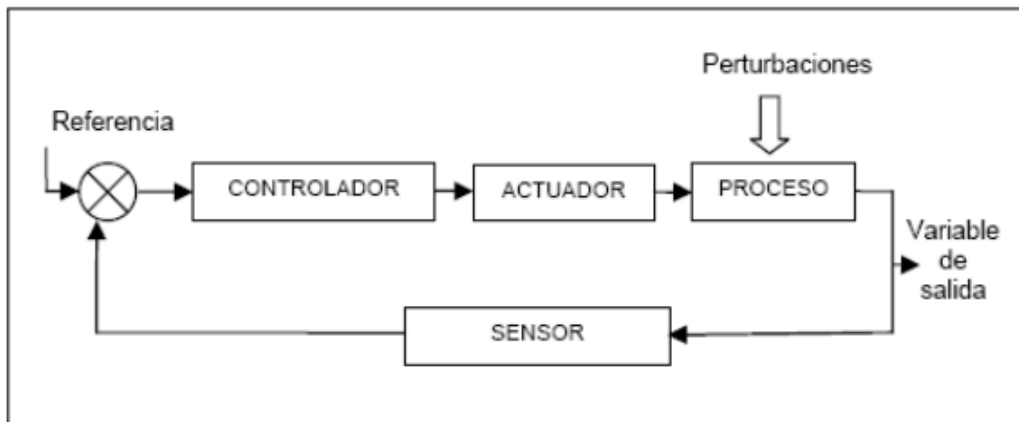 Perturbaciones
Referencia
CONTROLADOR
ACTUADOR
PROCESO
Variable
de
salida
SENSOR